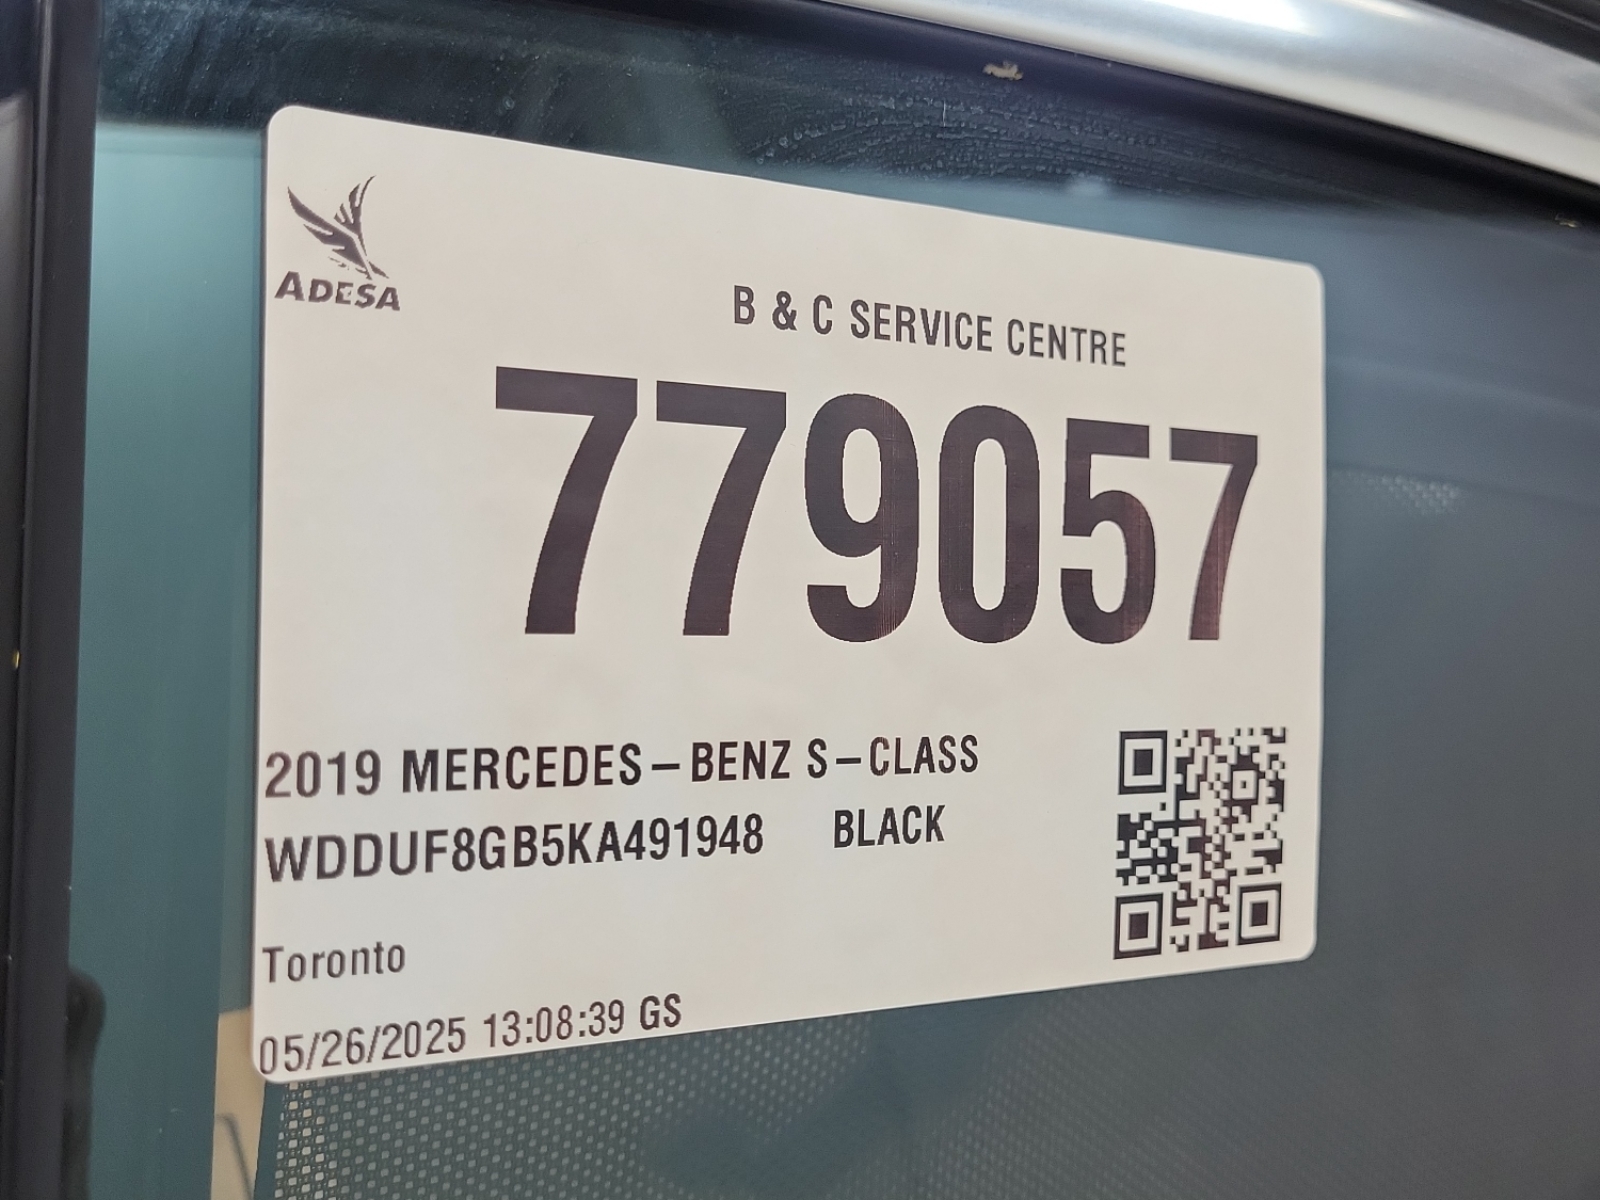 ADESA
B & C SERVICE CENTRE
779057
2019 MERCEDES-BENZ S-CLASS
WDDUF8GB5KA491948 BLACK
Toronto
05/26/2025 13:08:39 GS